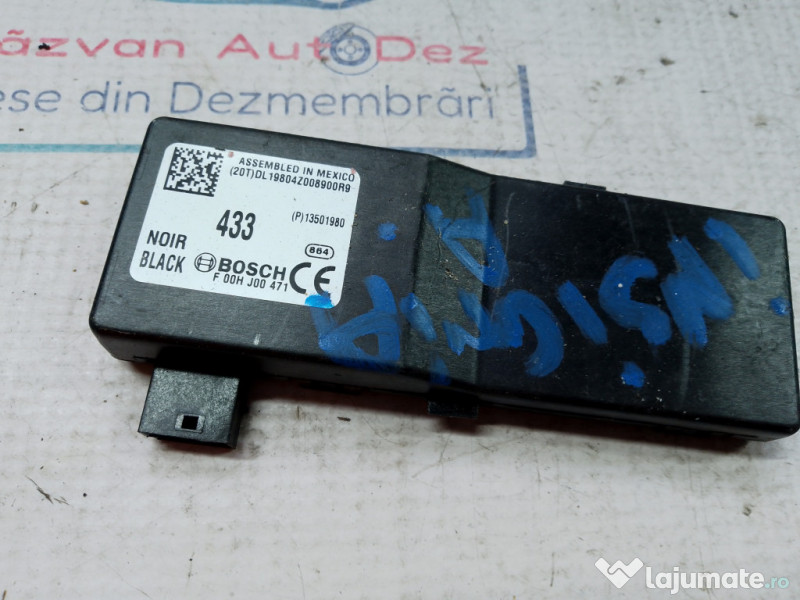 ăzvan AutoDez
ese din Dezmembrări
ASSEMBLED IN MEXICO
(20T)DL19804Z008900R9
433
(P)13501980
NOIR
BLACK
864
BOSCH
CE
F 00H J00 471
iNSiGNiA
lajumate.ro